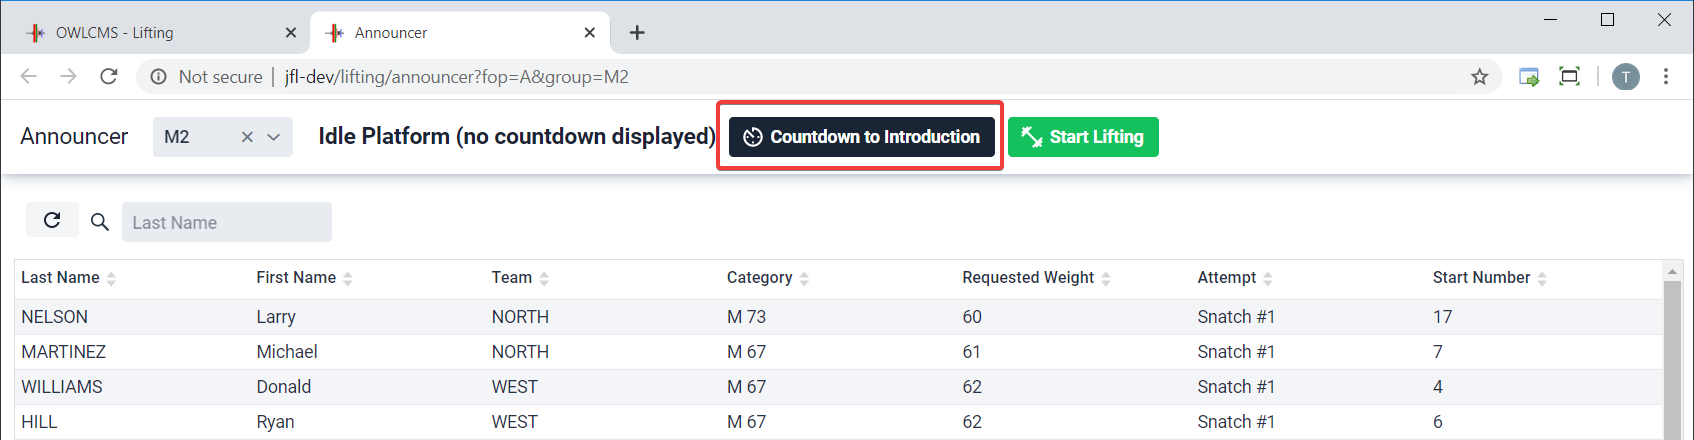 OWLCMS - Lifting
Announcer
Not secure | jfl-dev/lifting/announcer?fop=A&group=M2
T
Announcer
M2
Idle Platform (no countdown displayed)
Countdown to Introduction
Start Lifting
Last Name
Last Name First Name Team Category Requested Weight Attempt Start Number
NELSON Larry NORTH M 73 60 Snatch #1 17
MARTINEZ Michael NORTH M 67 61 Snatch #1 7
WILLIAMS Donald WEST M 67 62 Snatch #1 4
HILL Ryan WEST M 67 62 Snatch #1 6